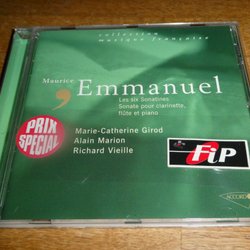 collection
musique française
Maurice
Emmanuel
Les six Sonatines
Sonate pour clarinette,
flûte et piano
PRIX
SPECIAL
Marie-Catherine Girod
Alain Marion
Richard Vieille
FiP
ACCORD